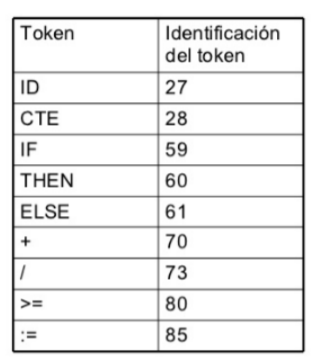 Token Identificación
del token
ID 27
CTE 28
IF 59
THEN 60
ELSE 61
+ 70
/ 73
>= 80
:= 85